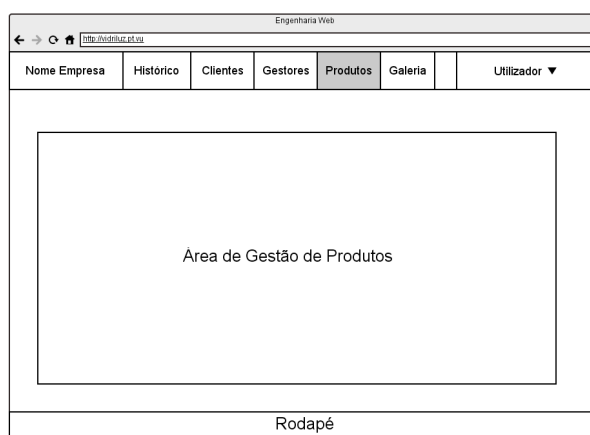 Engenharia Web
http://vidriluz.pt.vu
Nome Empresa Histórico Clientes Gestores Produtos Galeria Utilizador ▼
Área de Gestão de Produtos
Rodapé